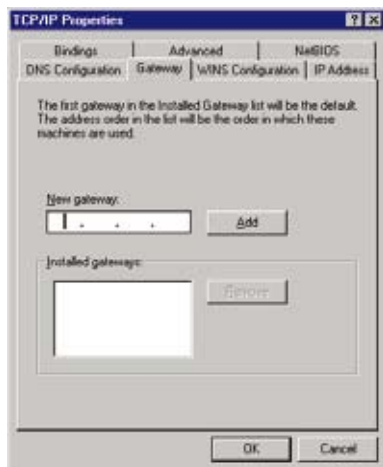 TCP/IP Properties
Bindings Advanced NetBIOS
DNS Configuration Gateway WINS Configuration IP Address
The first gateway in the Installed Gateway list will be the default.
The address order in the list will be the order in which these
machines are used.
New gateway:
. . .
Add
Installed gateways:
Remove
OK Cancel